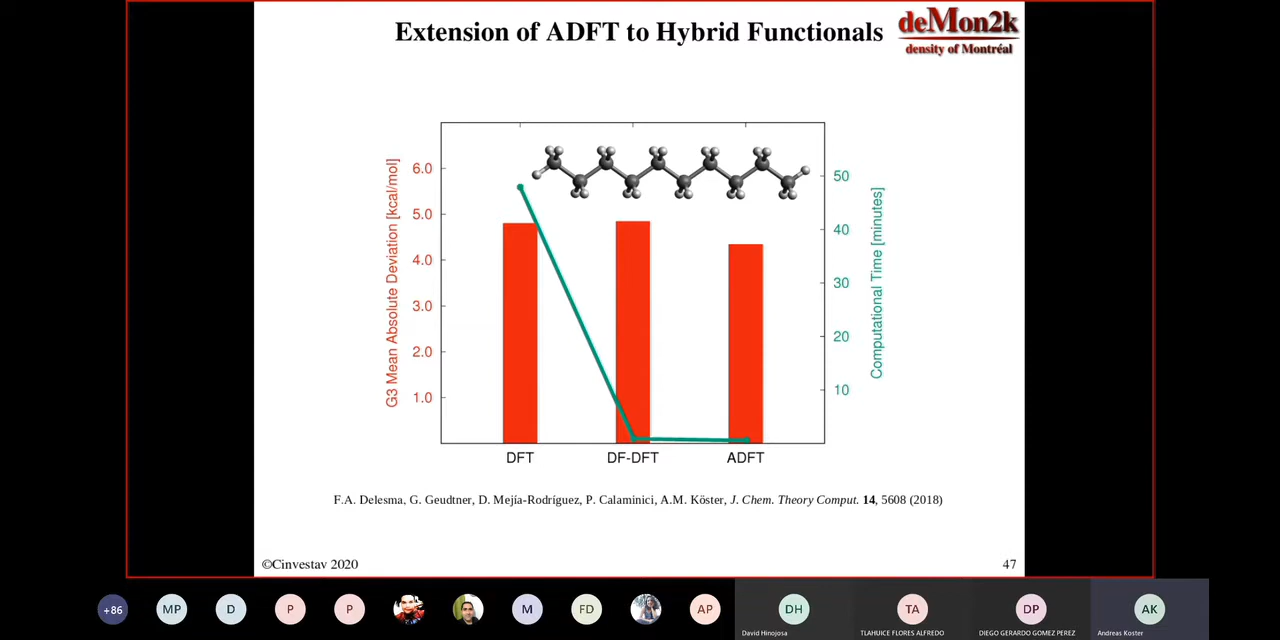 Extension of ADFT to Hybrid Functionals
deMon2k
density of Montréal
G3 Mean Absolute Deviation [kcal/mol]
6.0
5.0
4.0
3.0
2.0
1.0
50
40
30
20
10
Computational Time [minutes]
DFT DF-DFT ADFT
F.A. Delesma, G. Geudtner, D. Mejía-Rodríguez, P. Calaminici, A.M. Köster, J. Chem. Theory Comput. 14, 5608 (2018)
©Cinvestav 2020
47
+86 MP D P P M FD AP DH TA DP AK
David Hinojosa TLAHUICE FLORES ALFREDO DIEGO GERARDO GOMEZ PEREZ Andreas Koster